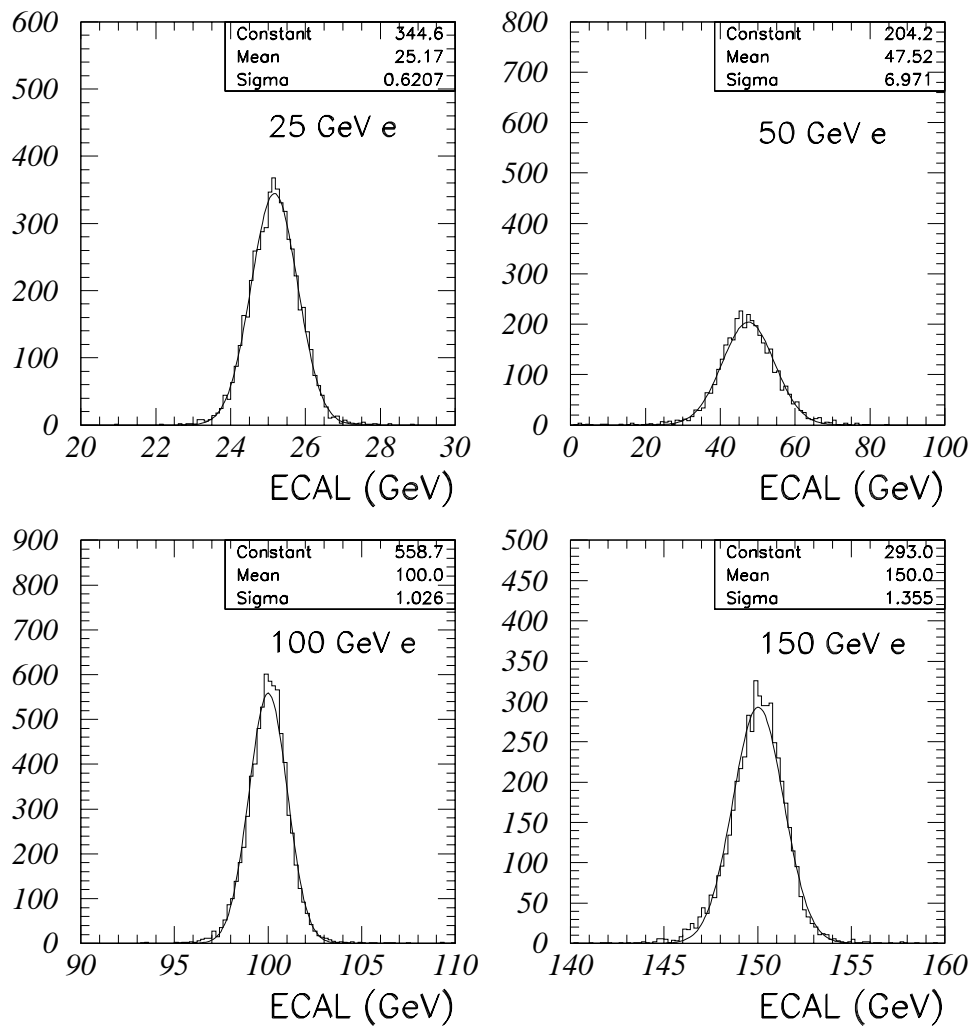 Constant 344.6
Mean 25.17
Sigma 0.6207
25 GeV e
600
500
400
300
200
100
0
20 22 24 26 28 30
ECAL (GeV)
Constant 204.2
Mean 47.52
Sigma 6.971
50 GeV e
800
700
600
500
400
300
200
100
0
0 20 40 60 80 100
ECAL (GeV)
Constant 558.7
Mean 100.0
Sigma 1.026
100 GeV e
900
800
700
600
500
400
300
200
100
0
90 95 100 105 110
ECAL (GeV)
Constant 293.0
Mean 150.0
Sigma 1.355
150 GeV e
500
450
400
350
300
250
200
150
100
50
0
140 145 150 155 160
ECAL (GeV)